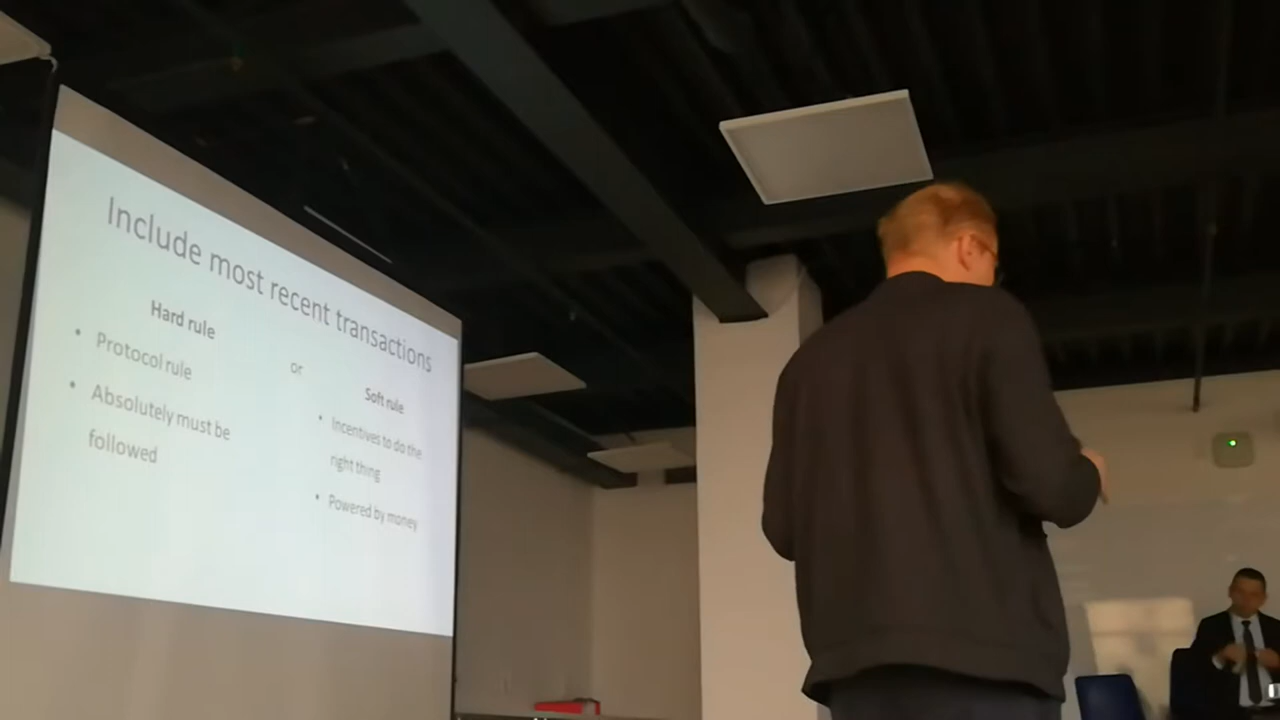 Include most recent transactions
Hard rule
• Protocol rule
• Absolutely must be
followed
or
Soft rule
• Incentives to do the
right thing
• Powered by money